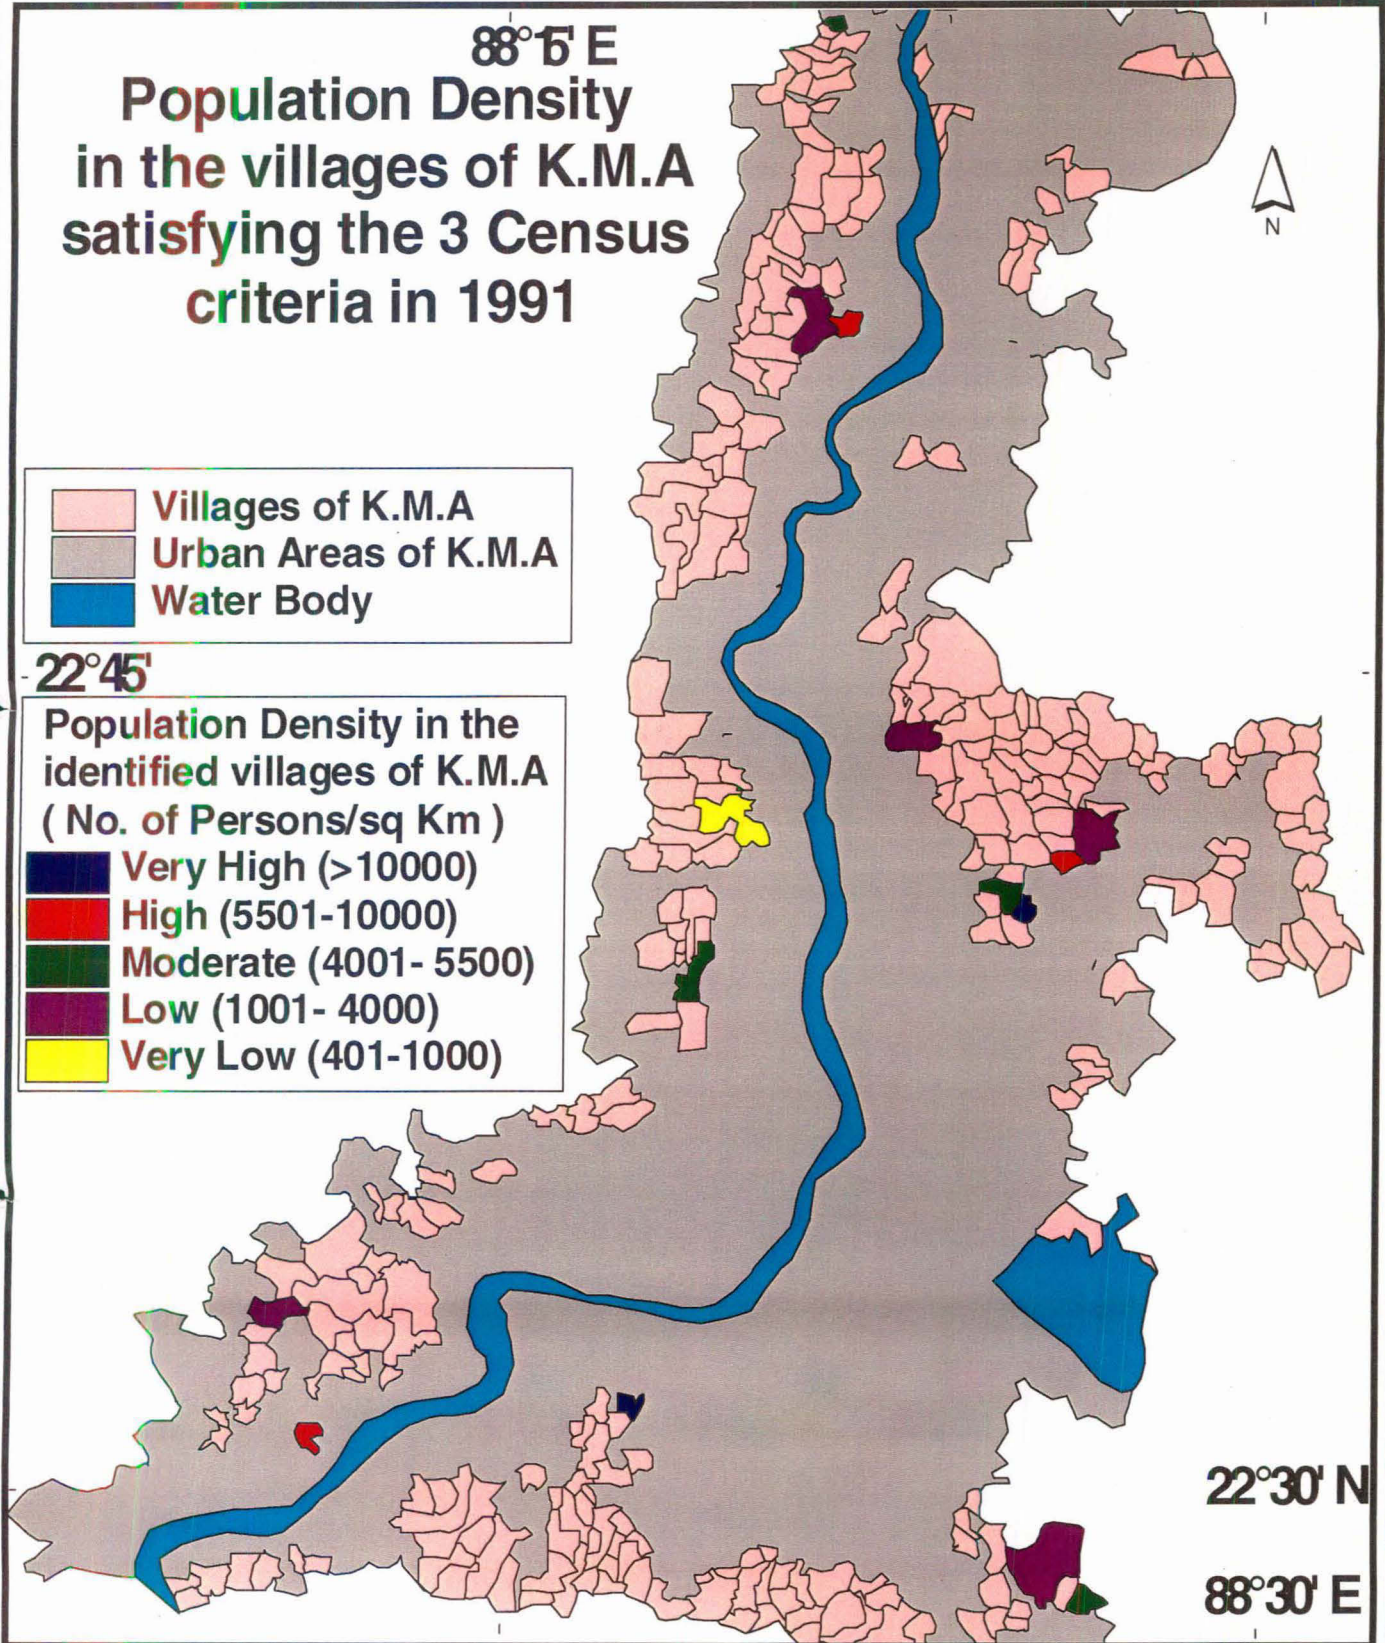 88°15' E
Population Density
in the villages of K.M.A
satisfying the 3 Census
criteria in 1991
N
Villages of K.M.A
Urban Areas of K.M.A
Water Body
22°45'
Population Density in the
identified villages of K.M.A
( No. of Persons/sq Km )
Very High (>10000)
High (5501-10000)
Moderate (4001- 5500)
Low (1001- 4000)
Very Low (401-1000)
22°30' N
88°30' E